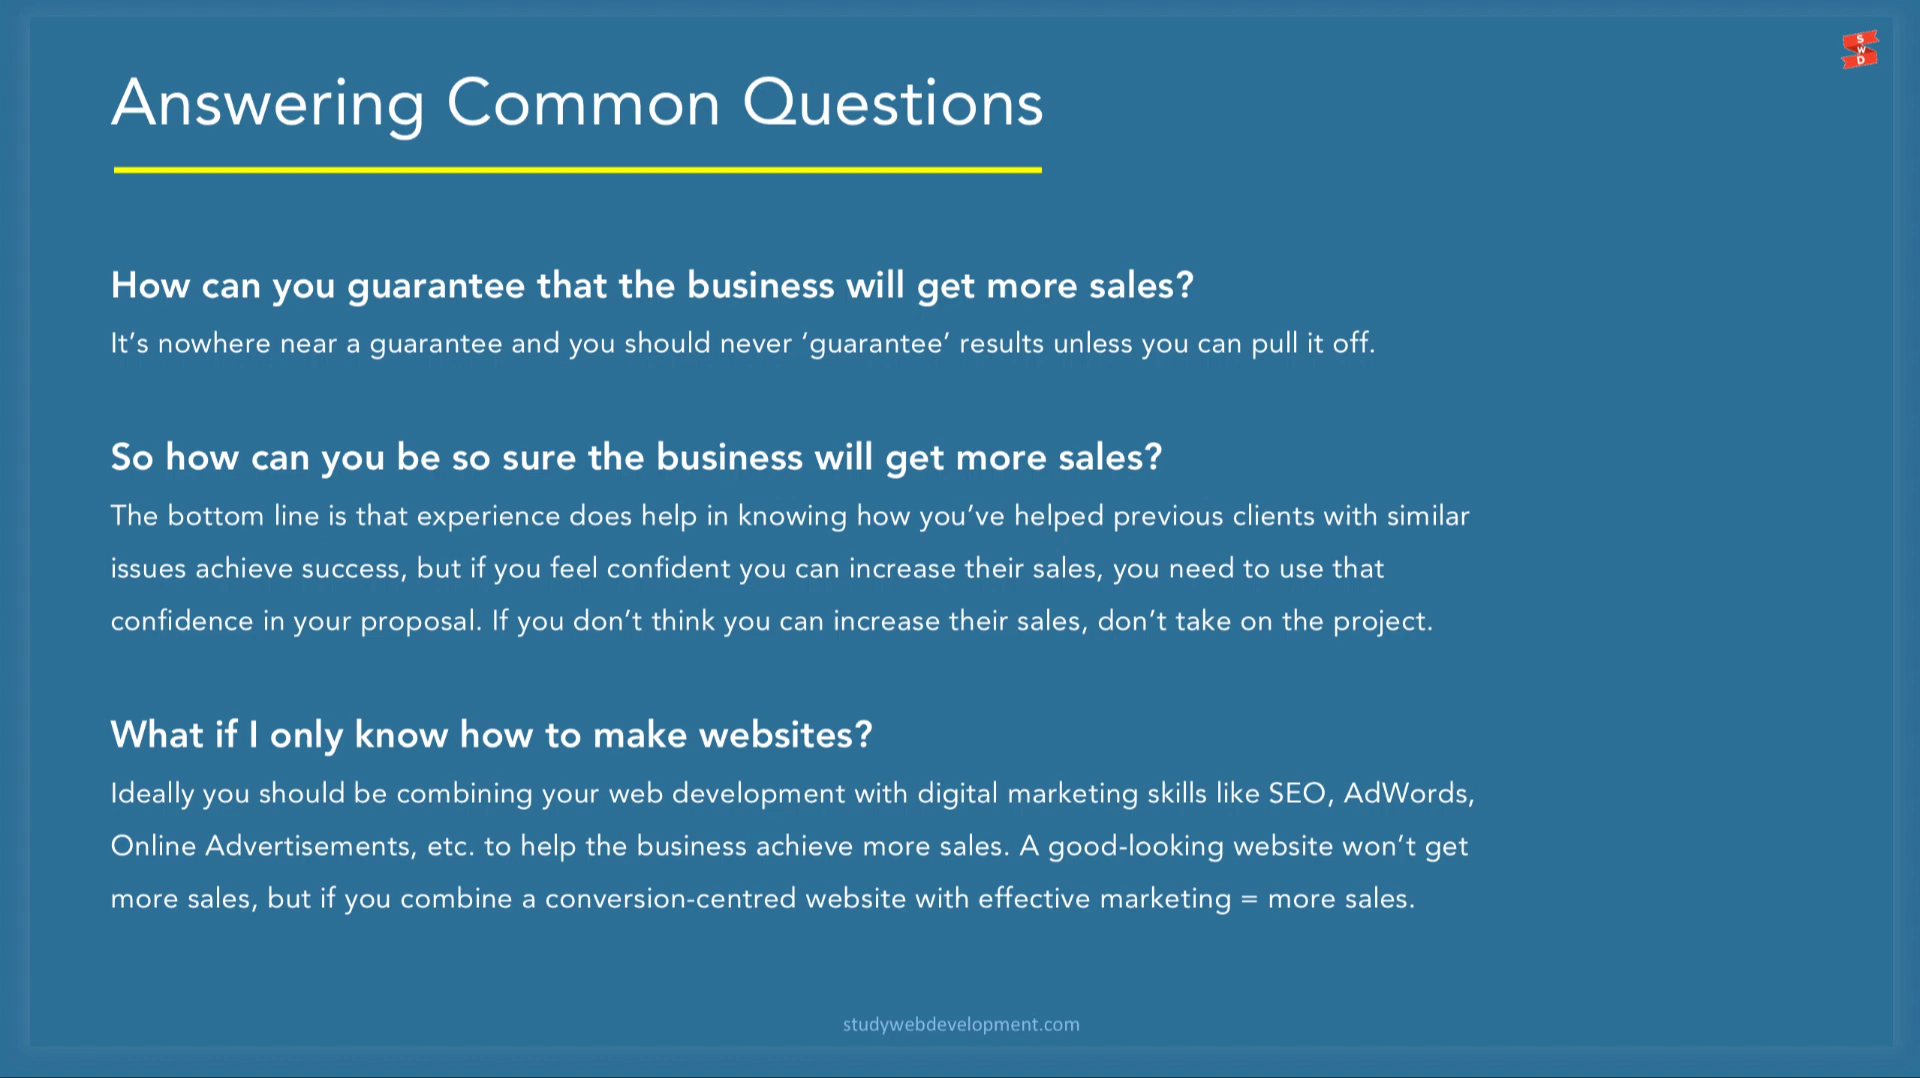 S
W
D
Answering Common Questions
How can you guarantee that the business will get more sales?
It’s nowhere near a guarantee and you should never ‘guarantee’ results unless you can pull it off.
So how can you be so sure the business will get more sales?
The bottom line is that experience does help in knowing how you’ve helped previous clients with similar
issues achieve success, but if you feel confident you can increase their sales, you need to use that
confidence in your proposal. If you don’t think you can increase their sales, don’t take on the project.
What if I only know how to make websites?
Ideally you should be combining your web development with digital marketing skills like SEO, AdWords,
Online Advertisements, etc. to help the business achieve more sales. A good-looking website won’t get
more sales, but if you combine a conversion-centred website with effective marketing = more sales.
studywebdevelopment.com